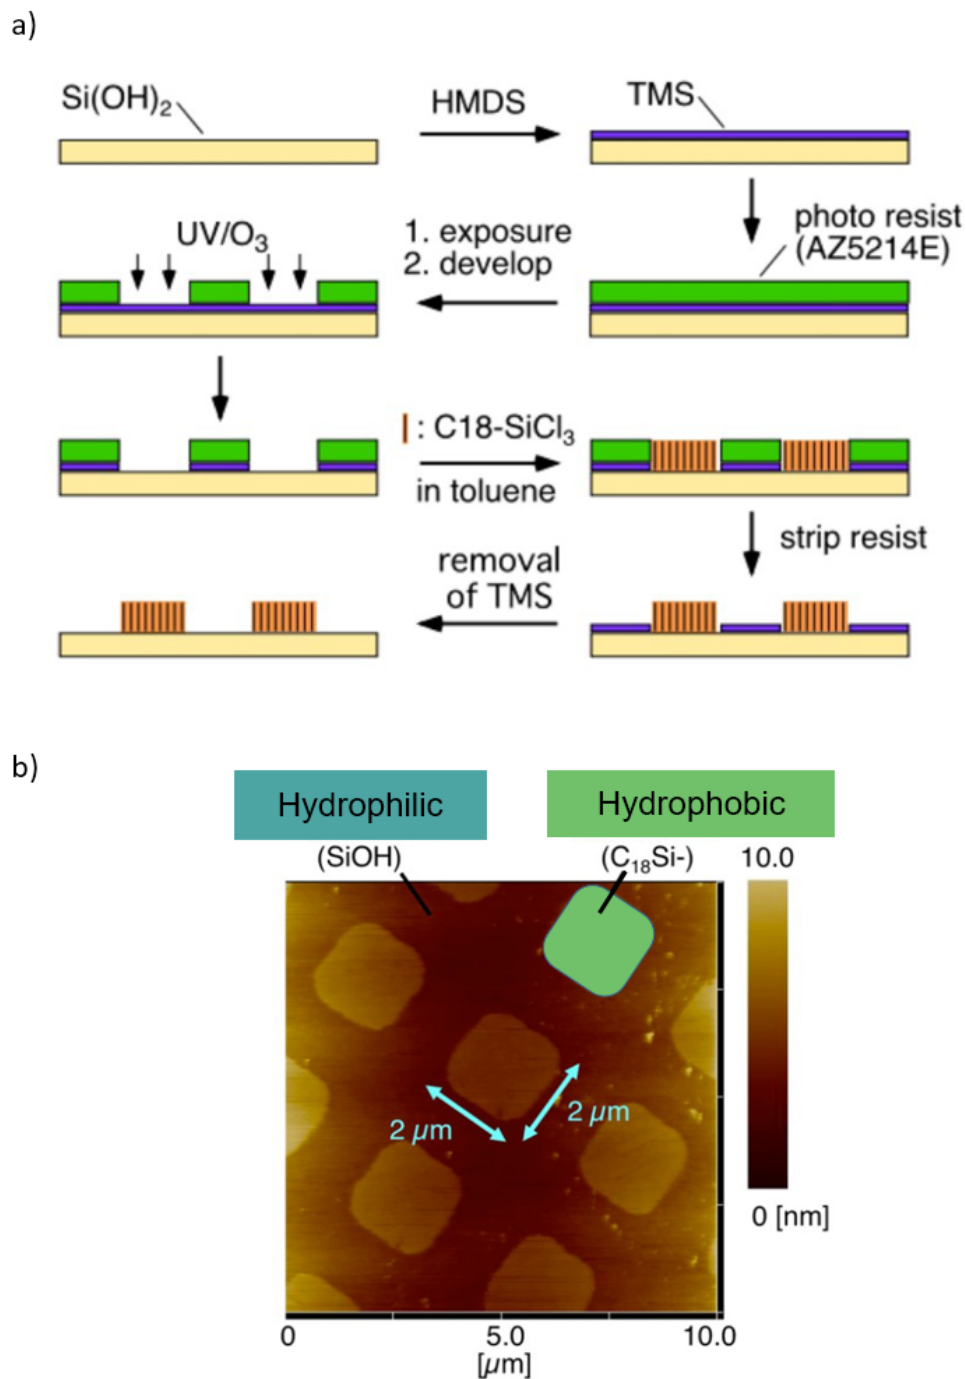 a)
Si(OH)2
HMDS
TMS
UV/O3
1. exposure
2. develop
photo resist
(AZ5214E)
: C18-SiCl3
in toluene
strip resist
removal
of TMS
b)
Hydrophilic
Hydrophobic
(SiOH)
(C18Si-)
10.0
2 µm
2 µm
0 [nm]
0
5.0
10.0
[µm]